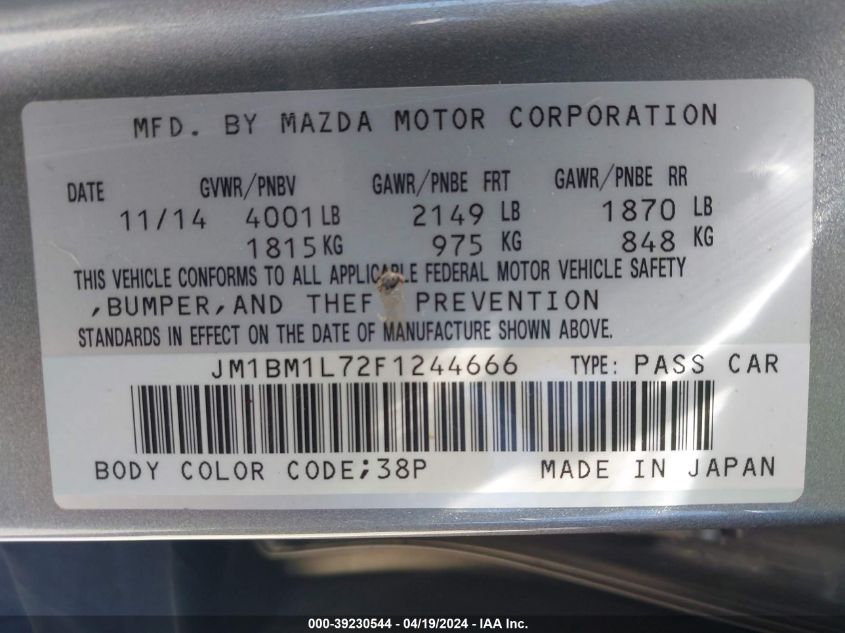 MFD. BY MAZDA MOTOR CORPORATION
DATE GVWR/PNBV GAWR/PNBE FRT GAWR/PNBE RR
11/14 4001 LB 2149 LB 1870 LB
1815 KG 975 KG 848 KG
THIS VEHICLE CONFORMS TO ALL APPLICABLE FEDERAL MOTOR VEHICLE SAFETY
,BUMPER,AND THEF PREVENTION
STANDARDS IN EFFECT ON THE DATE OF MANUFACTURE SHOWN ABOVE.
JM1BM1L72F1244666 TYPE: PASS CAR
BODY COLOR CODE;38P MADE IN JAPAN
000-39230544 - 04/19/2024 - IAA Inc.